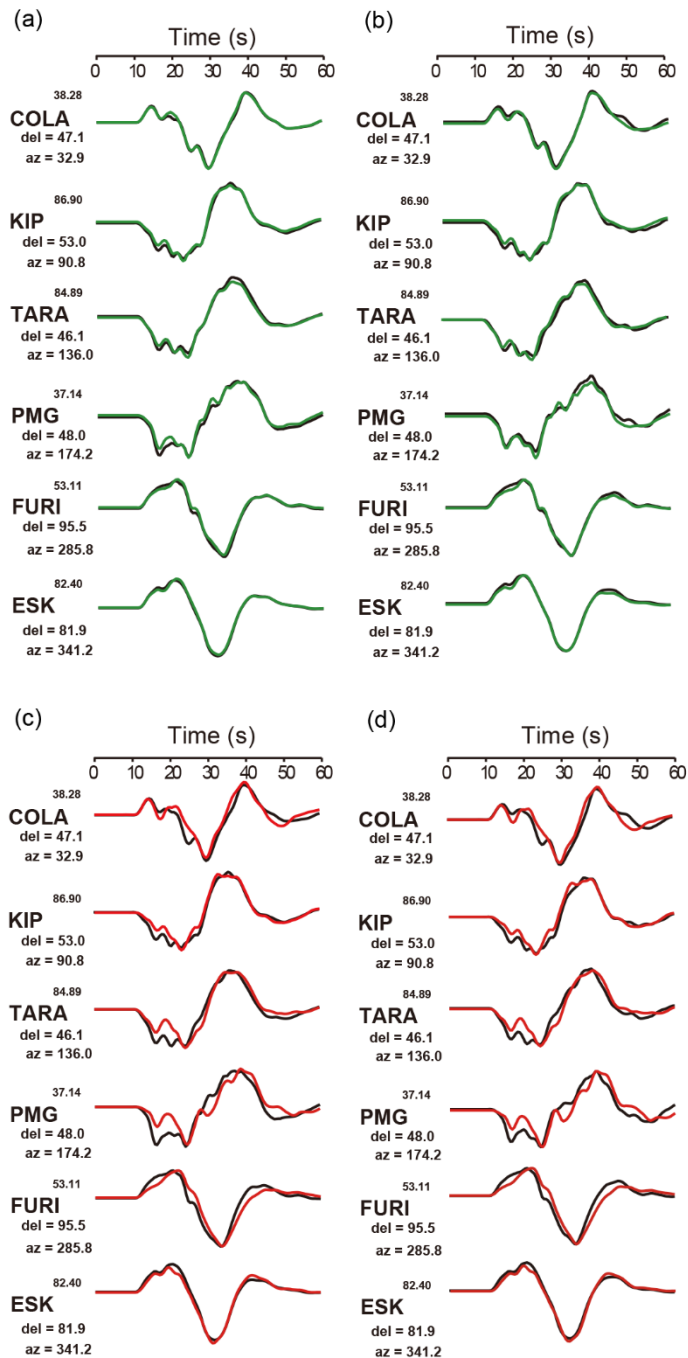 (a)
Time (s)
0 10 20 30 40 50 60
38.28
COLA
del = 47.1
az = 32.9
86.90
KIP
del = 53.0
az = 90.8
84.89
TARA
del = 46.1
az = 136.0
37.14
PMG
del = 48.0
az = 174.2
53.11
FURI
del = 95.5
az = 285.8
82.40
ESK
del = 81.9
az = 341.2
(b)
Time (s)
0 10 20 30 40 50 60
38.28
COLA
del = 47.1
az = 32.9
86.90
KIP
del = 53.0
az = 90.8
84.89
TARA
del = 46.1
az = 136.0
37.14
PMG
del = 48.0
az = 174.2
53.11
FURI
del = 95.5
az = 285.8
82.40
ESK
del = 81.9
az = 341.2
(c)
Time (s)
0 10 20 30 40 50 60
38.28
COLA
del = 47.1
az = 32.9
86.90
KIP
del = 53.0
az = 90.8
84.89
TARA
del = 46.1
az = 136.0
37.14
PMG
del = 48.0
az = 174.2
53.11
FURI
del = 95.5
az = 285.8
82.40
ESK
del = 81.9
az = 341.2
(d)
Time (s)
0 10 20 30 40 50 60
38.28
COLA
del = 47.1
az = 32.9
86.90
KIP
del = 53.0
az = 90.8
84.89
TARA
del = 46.1
az = 136.0
37.14
PMG
del = 48.0
az = 174.2
53.11
FURI
del = 95.5
az = 285.8
82.40
ESK
del = 81.9
az = 341.2